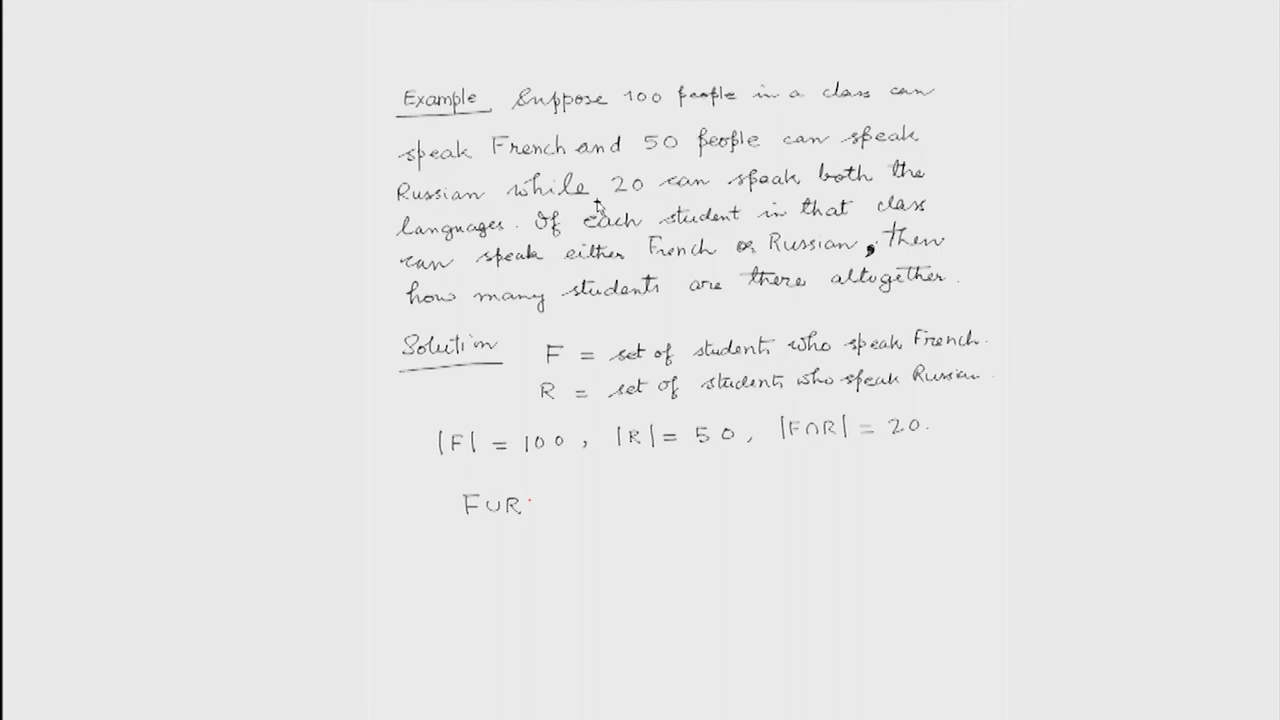 Example Suppose 100 people in a class can
speak French and 50 people can speak
Russian while 20 can speak both the
languages. If each student in that class
can speak either French or Russian, then
how many students are there altogether.
Solution F = set of students who speak French.
R = set of students who speak Russian.
|F| = 100, |R| = 50, |F∩R| = 20.
F∪R